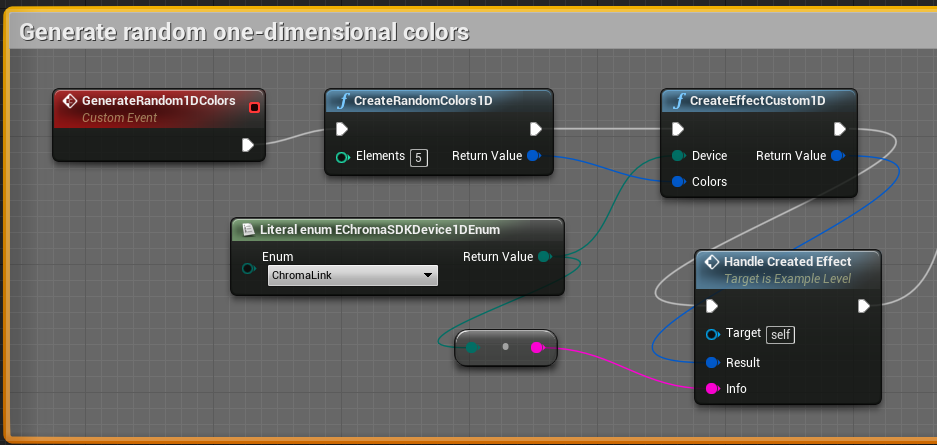 Generate random one-dimensional colors
GenerateRandom1DColors
Custom Event
CreateRandomColors1D
Elements 5 Return Value
CreateEffectCustom1D
Device Return Value
Colors
Literal enum EChromaSDKDevice1DEnum
Enum Return Value
ChromaLink
Handle Created Effect
Target is Example Level
Target self
Result
Info